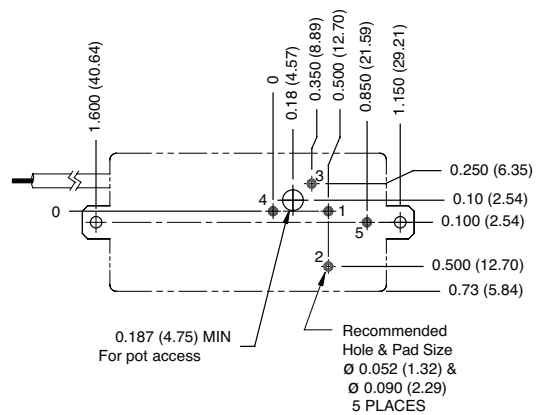 1.600 (40.64)
0
0.18 (4.57)
0.350 (8.89)
0.500 (12.70)
0.850 (21.59)
1.150 (29.21)
3
0.250 (6.35)
4
0.10 (2.54)
0
1
5
0.100 (2.54)
2
0.500 (12.70)
0.73 (5.84)
0.187 (4.75) MIN
For pot access
Recommended
Hole & Pad Size
Ø 0.052 (1.32) &
Ø 0.090 (2.29)
5 PLACES